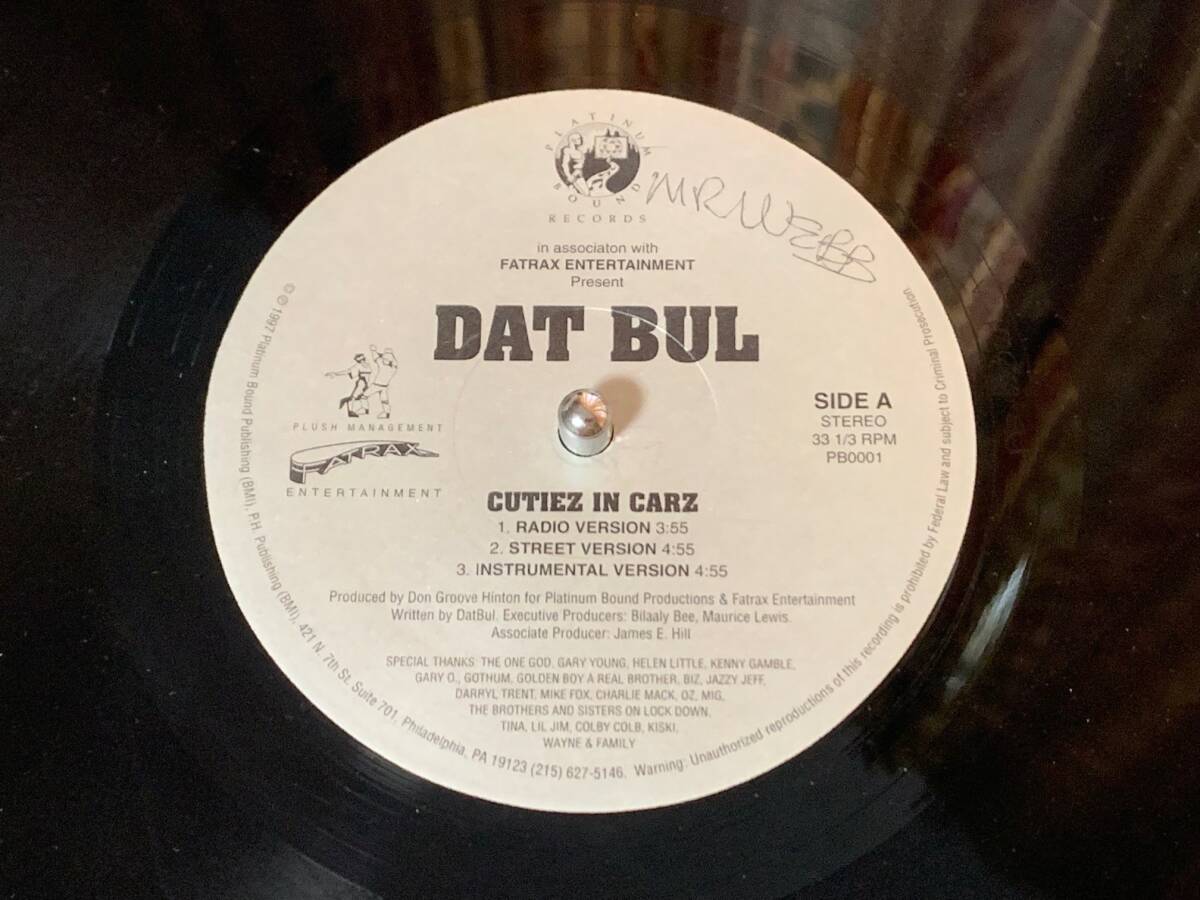 PLATINUM BOUND
RECORDS
MR WEBB
in associaton with
FATRAX ENTERTAINMENT
Present
DAT BUL
PLUSH MANAGEMENT
FATRAX
ENTERTAINMENT
SIDE A
STEREO
33 1/3 RPM
PB0001
CUTIEZ IN CARZ
1. RADIO VERSION 3:55
2. STREET VERSION 4:55
3. INSTRUMENTAL VERSION 4:55
Produced by Don Groove Hinton for Platinum Bound Productions & Fatrax Entertainment
Written by DatBul. Executive Producers: Bilaaly Bee, Maurice Lewis.
Associate Producer: James E. Hill
SPECIAL THANKS: THE ONE GOD, GARY YOUNG, HELEN LITTLE, KENNY GAMBLE,
GARY O., GOTHUM, GOLDEN BOY A REAL BROTHER, BIZ, JAZZY JEFF,
DARRYL TRENT, MIKE FOX, CHARLIE MACK, OZ, MIG,
THE BROTHERS AND SISTERS ON LOCK DOWN,
TINA, LIL JIM, COLBY COLB, KISKI,
WAYNE & FAMILY
©℗ 1997 Platinum Bound Publishing (BMI), P.H. Publishing (BMI), 421 N. 7th St. Suite 701, Philadelphia, PA 19123 (215) 627-5146. Warning: Unauthorized reproductions of this recording is prohibited by Federal Law and subject to Criminal Prosecution